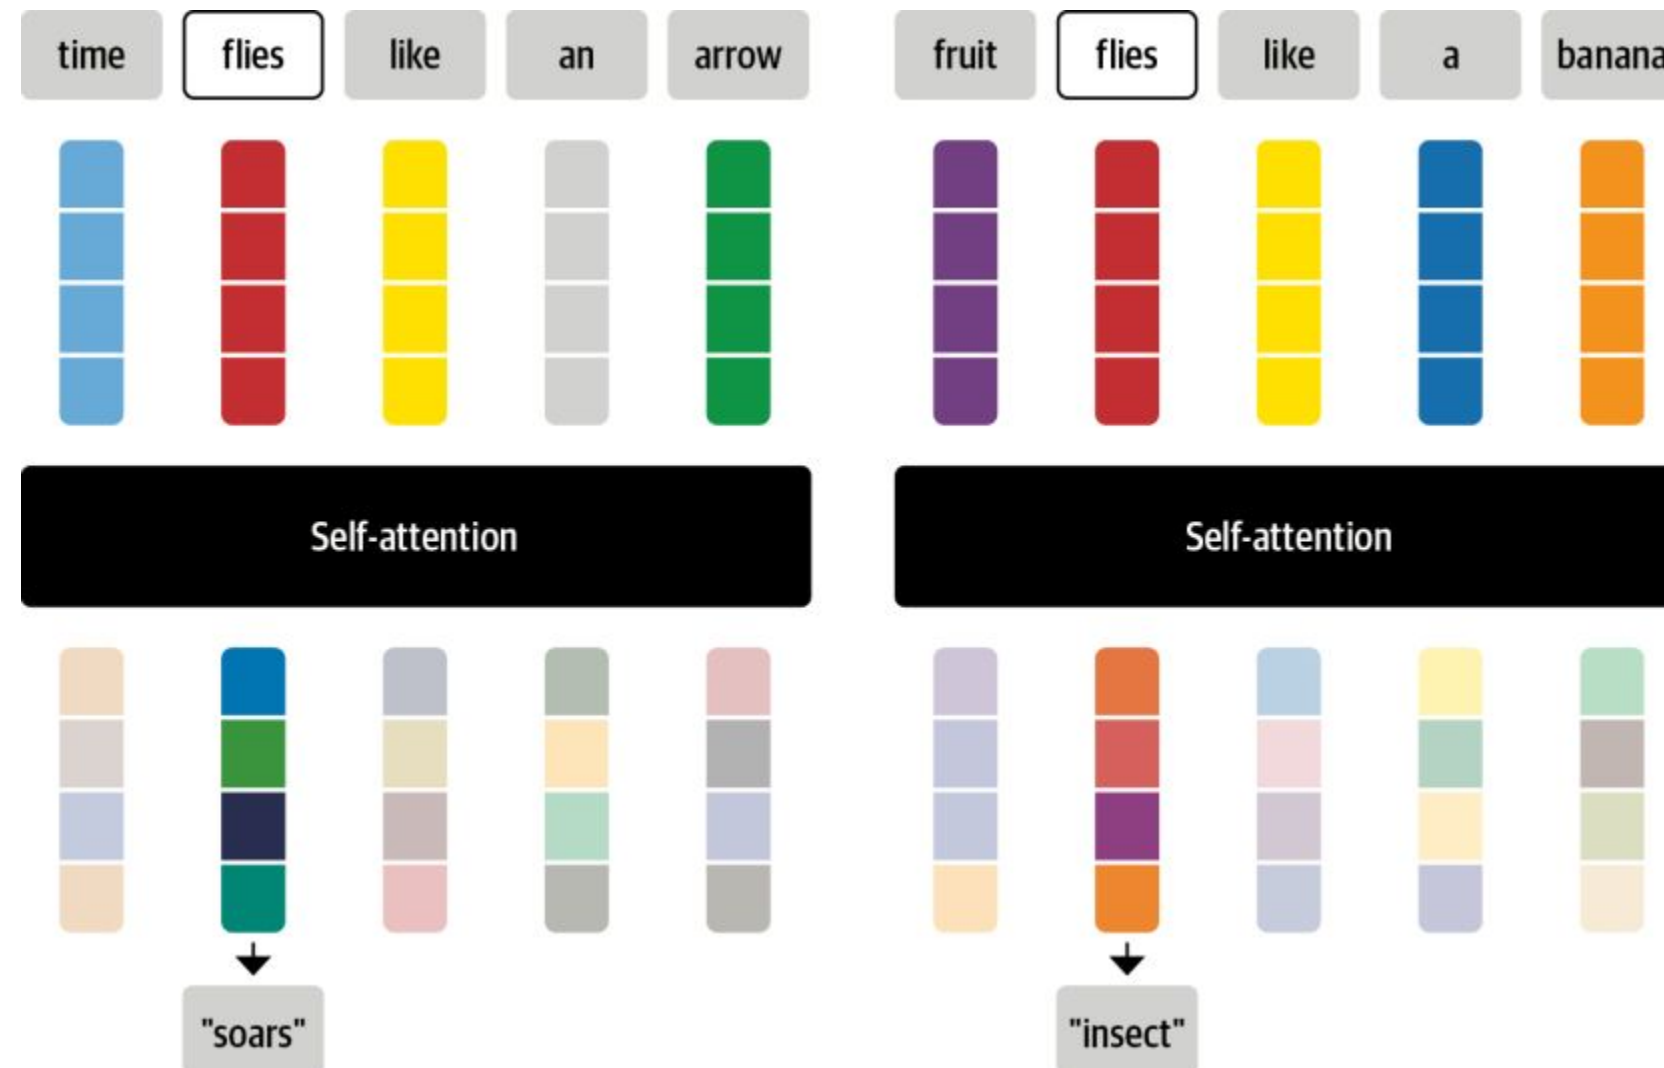 time flies like an arrow
fruit flies like a banana
Self-attention
Self-attention
"soars"
"insect"